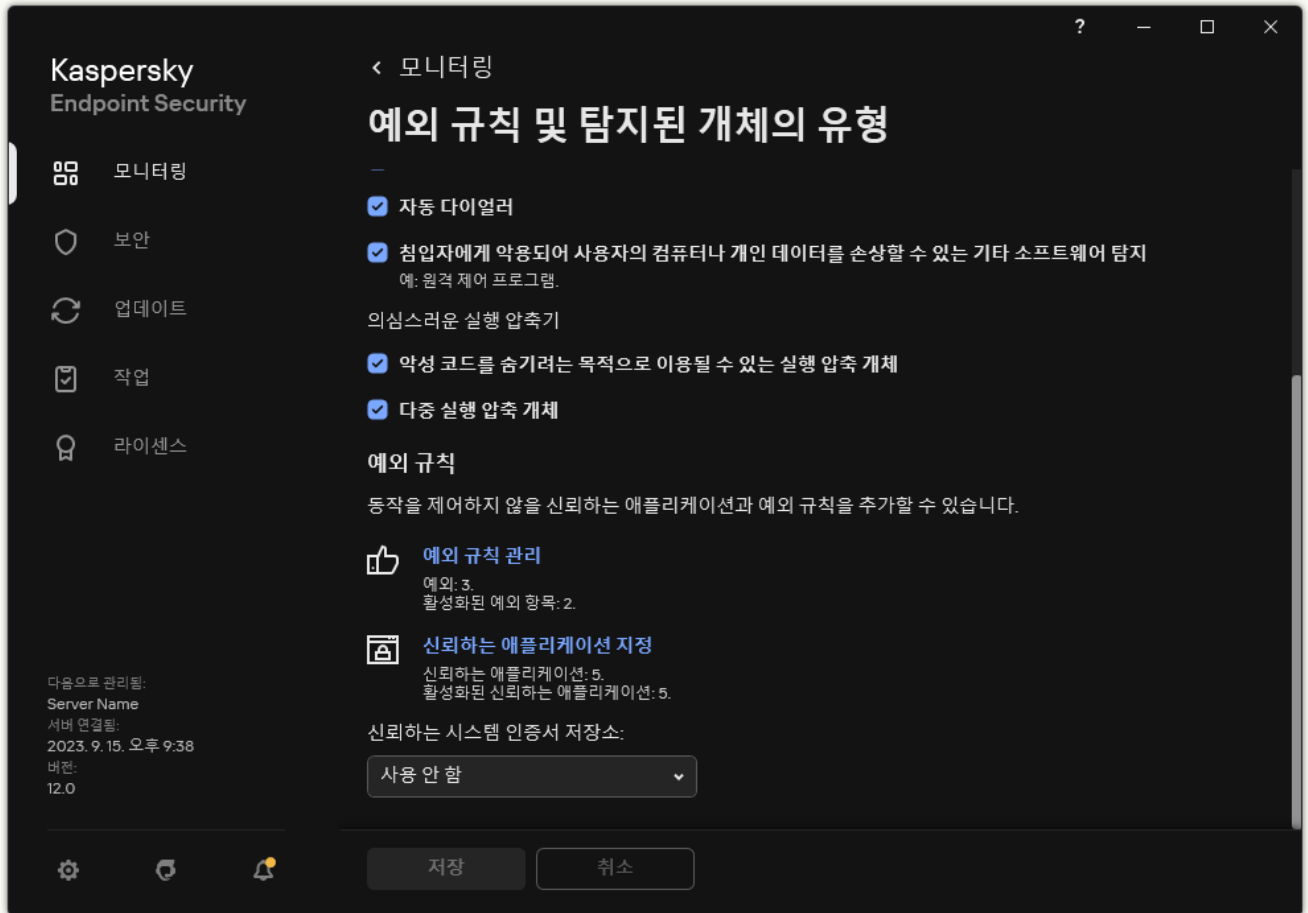 ?
Kaspersky
Endpoint Security
모니터링
보안
업데이트
작업
라이센스
다음으로 관리됨:
Server Name
서버 연결됨:
2023. 9. 15. 오후 9:38
버전:
12.0
모니터링
예외 규칙 및 탐지된 개체의 유형
자동 다이얼러
침입자에게 악용되어 사용자의 컴퓨터나 개인 데이터를 손상할 수 있는 기타 소프트웨어 탐지
예: 원격 제어 프로그램.
의심스러운 실행 압축기
악성 코드를 숨기려는 목적으로 이용될 수 있는 실행 압축 개체
다중 실행 압축 개체
예외 규칙
동작을 제어하지 않을 신뢰하는 애플리케이션과 예외 규칙을 추가할 수 있습니다.
예외 규칙 관리
예외: 3.
활성화된 예외 항목: 2.
신뢰하는 애플리케이션 지정
신뢰하는 애플리케이션: 5.
활성화된 신뢰하는 애플리케이션: 5.
신뢰하는 시스템 인증서 저장소:
사용 안 함
저장
취소